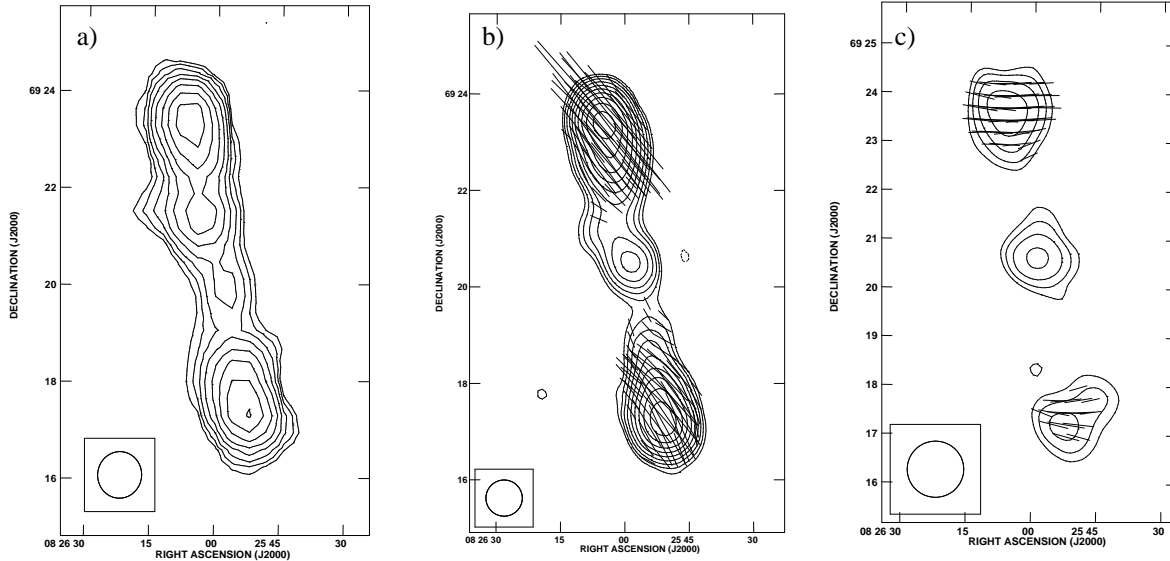 a)
DECLINATION (J2000)
69 24
22
20
18
16
08 26 30
15
00
25 45
30
RIGHT ASCENSION (J2000)
b)
DECLINATION (J2000)
69 24
22
20
18
16
08 26 30
15
00
25 45
30
RIGHT ASCENSION (J2000)
c)
DECLINATION (J2000)
69 25
24
23
22
21
20
19
18
17
16
08 26 30
15
00
25 45
30
RIGHT ASCENSION (J2000)